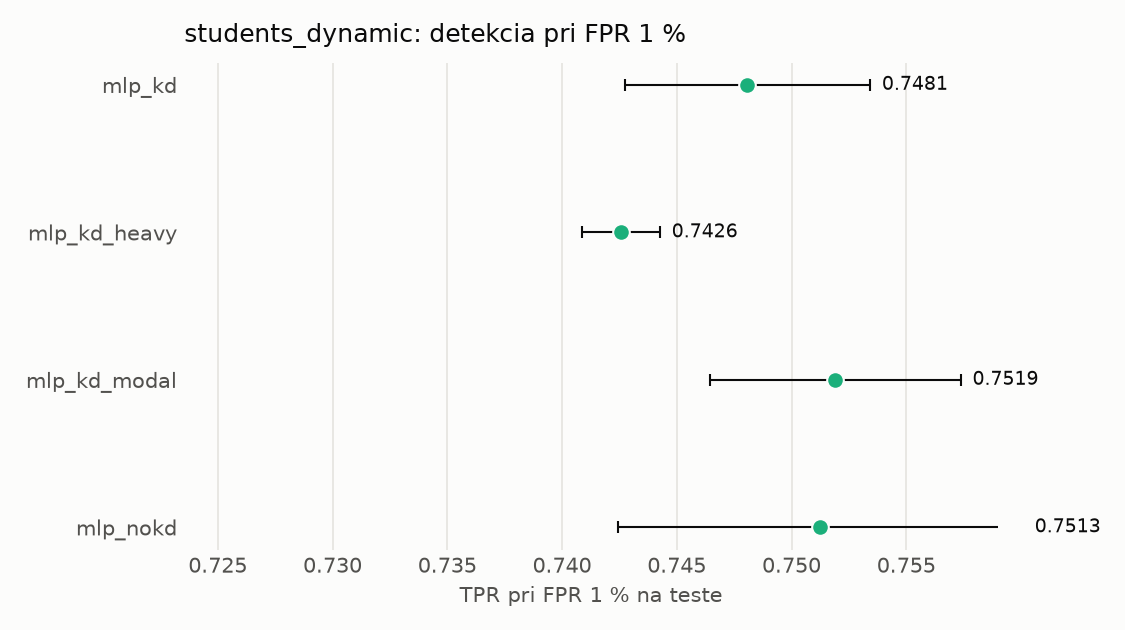 students_dynamic: detekcia pri FPR 1 %
mlp_kd
0.7481
mlp_kd_heavy
0.7426
mlp_kd_modal
0.7519
mlp_nokd
0.7513
0.725 0.730 0.735 0.740 0.745 0.750 0.755
TPR pri FPR 1 % na teste